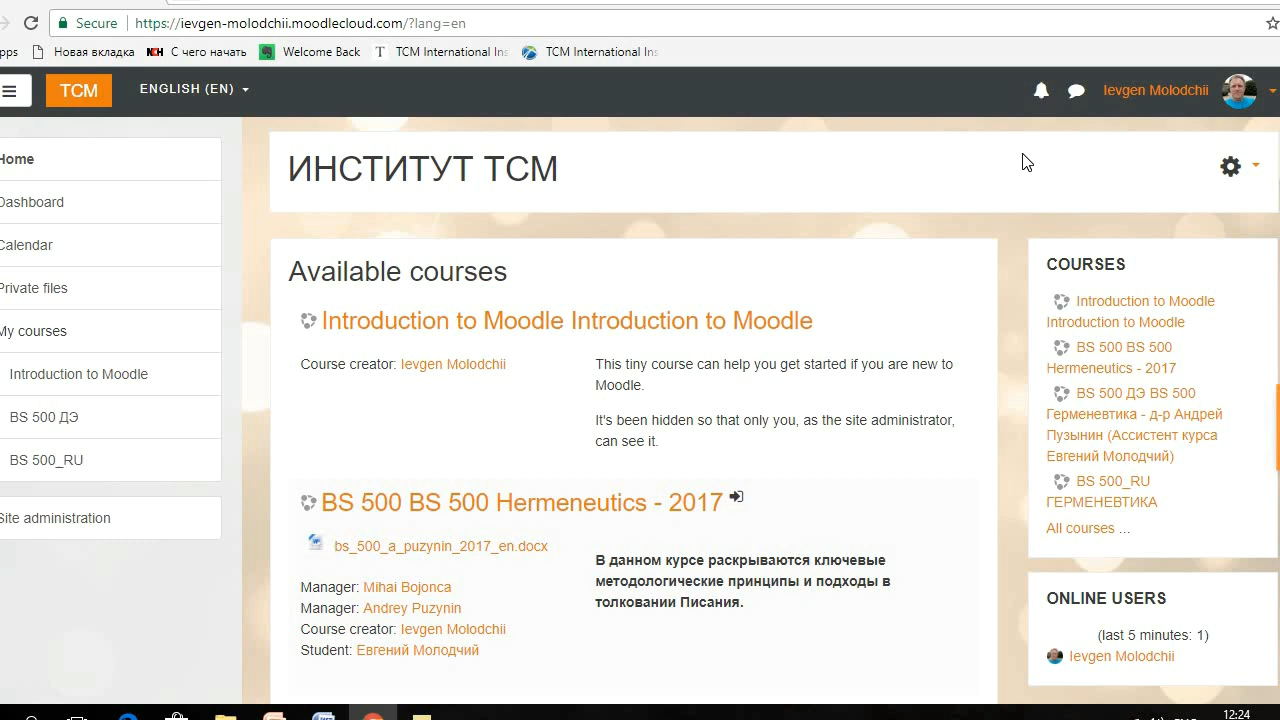 Secure https://ievgen-molodchii.moodlecloud.com/?lang=en
Новая вкладка С чего начать Welcome Back T TCM International Ins TCM International Ins
TCM ENGLISH (EN) Ievgen Molodchii
Home
Dashboard
Calendar
Private files
My courses
Introduction to Moodle
BS 500 ДЭ
BS 500_RU
Site administration
ИНСТИТУТ ТСМ
Available courses
Introduction to Moodle Introduction to Moodle
Course creator: Ievgen Molodchii
This tiny course can help you get started if you are new to
Moodle.
It's been hidden so that only you, as the site administrator,
can see it.
BS 500 BS 500 Hermeneutics - 2017
bs_500_a_puzynin_2017_en.docx
Manager: Mihai Bojonca
Manager: Andrey Puzynin
Course creator: Ievgen Molodchii
Student: Евгений Молодчий
В данном курсе раскрываются ключевые
методологические принципы и подходы в
толковании Писания.
COURSES
Introduction to Moodle
Introduction to Moodle
BS 500 BS 500
Hermeneutics - 2017
BS 500 ДЭ BS 500
Герменевтика - д-р Андрей
Пузынин (Ассистент курса
Евгений Молодчий)
BS 500_RU
ГЕРМЕНЕВТИКА
All courses ...
ONLINE USERS
(last 5 minutes: 1)
Ievgen Molodchii
12:24